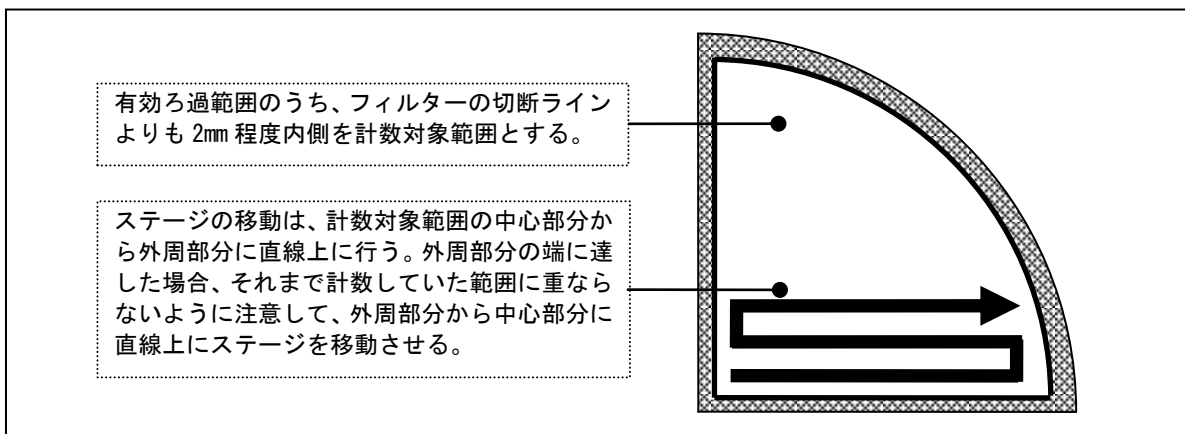 有効ろ過範囲のうち、フィルターの切断ライン
よりも 2mm 程度内側を計数対象範囲とする。
ステージの移動は、計数対象範囲の中心部分か
ら外周部分に直線上に行う。外周部分の端に達
した場合、それまで計数していた範囲に重なら
ないように注意して、外周部分から中心部分に
直線上にステージを移動させる。